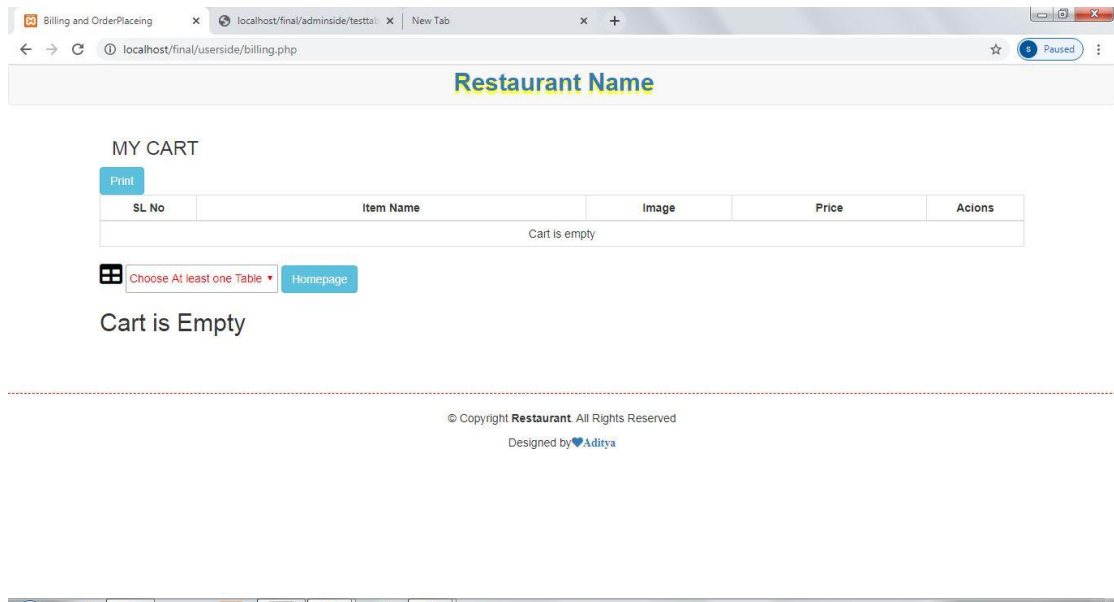 Billing and OrderPlaceing
localhost/final/adminside/testtab
New Tab
localhost/final/userside/billing.php
s Paused
Restaurant Name
MY CART
Print
SL No Item Name Image Price Acions
Cart is empty
Choose At least one Table
Homepage
Cart is Empty
© Copyright Restaurant. All Rights Reserved
Designed by Aditya